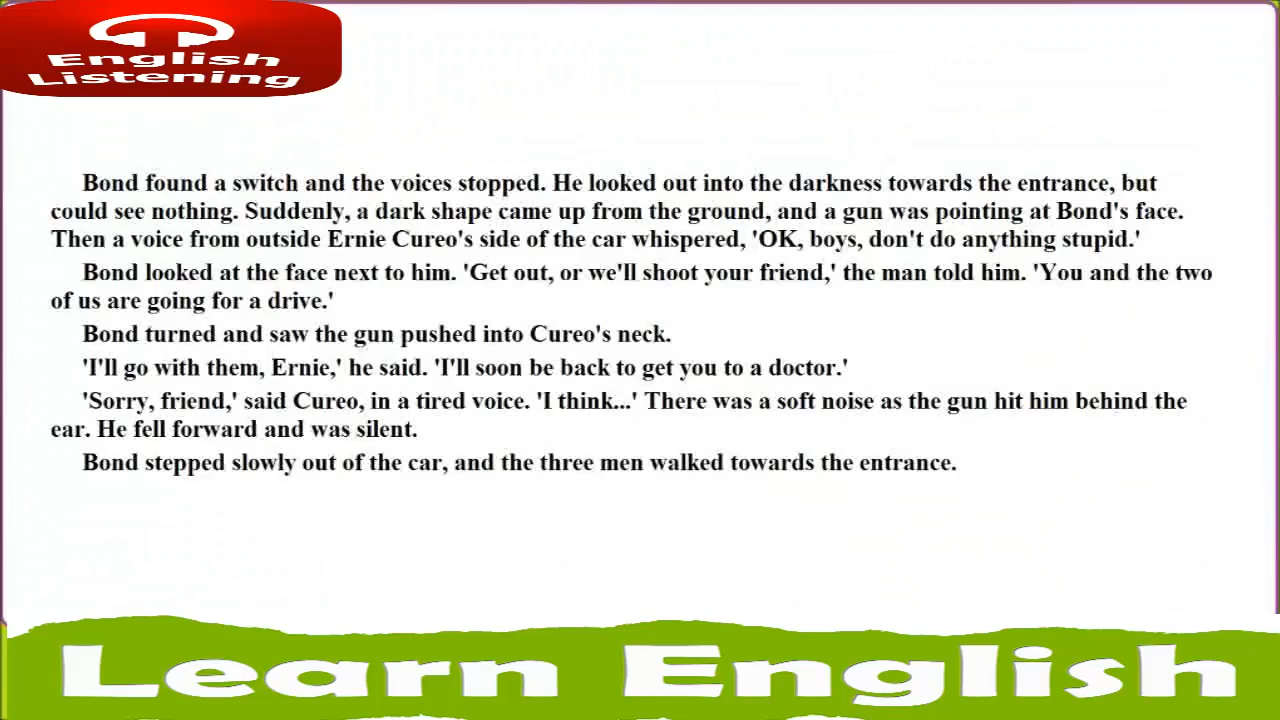 English
Listening
Bond found a switch and the voices stopped. He looked out into the darkness towards the entrance, but
could see nothing. Suddenly, a dark shape came up from the ground, and a gun was pointing at Bond's face.
Then a voice from outside Ernie Cureo's side of the car whispered, 'OK, boys, don't do anything stupid.'
Bond looked at the face next to him. 'Get out, or we'll shoot your friend,' the man told him. 'You and the two
of us are going for a drive.'
Bond turned and saw the gun pushed into Cureo's neck.
'I'll go with them, Ernie,' he said. 'I'll soon be back to get you to a doctor.'
'Sorry, friend,' said Cureo, in a tired voice. 'I think...' There was a soft noise as the gun hit him behind the
ear. He fell forward and was silent.
Bond stepped slowly out of the car, and the three men walked towards the entrance.
Learn English